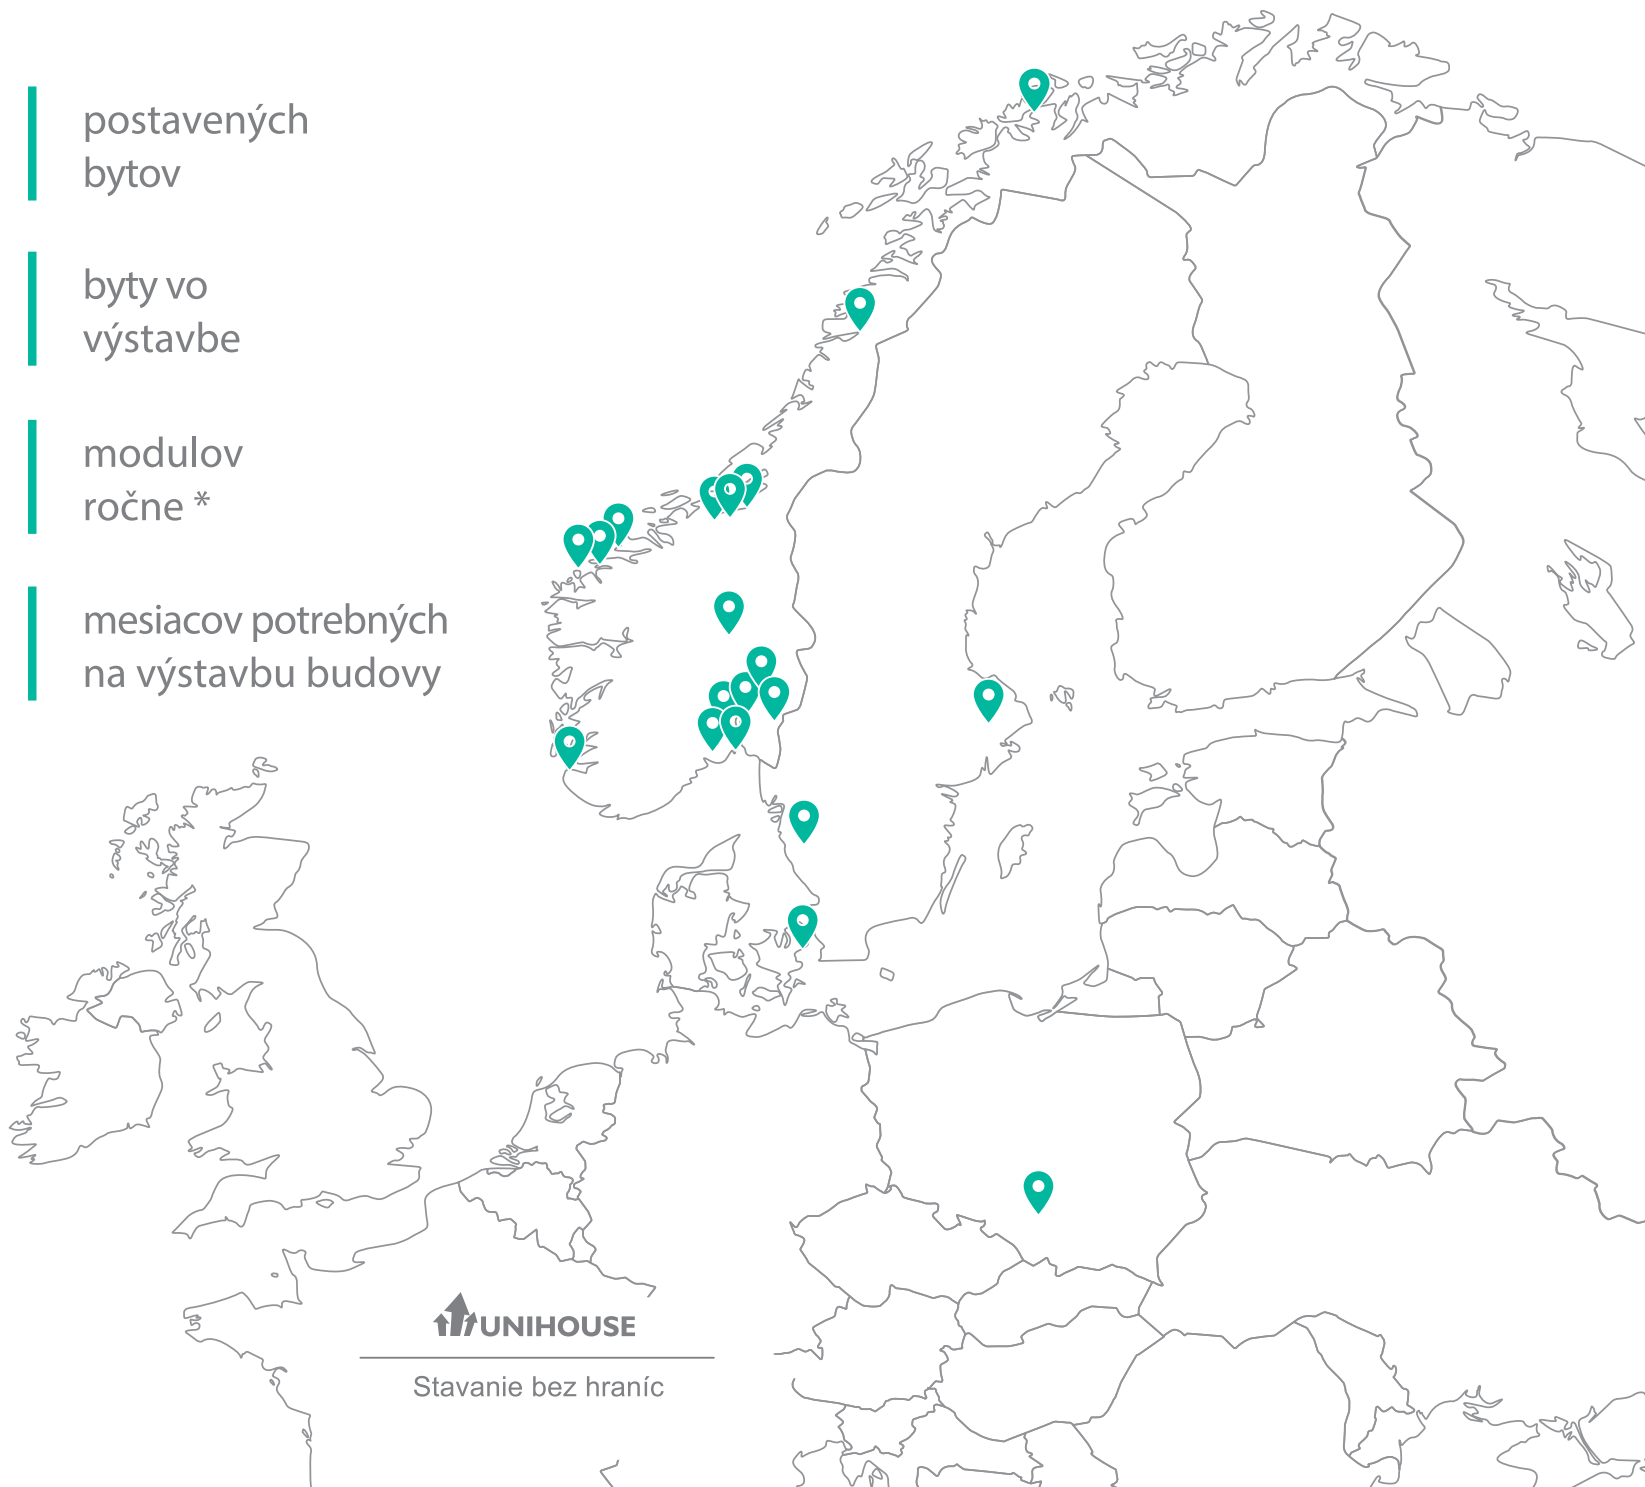 postavených
bytov
byty vo
výstavbe
modulov
ročne *
mesiacov potrebných
na výstavbu budovy
UNIHOUSE
Stavanie bez hraníc